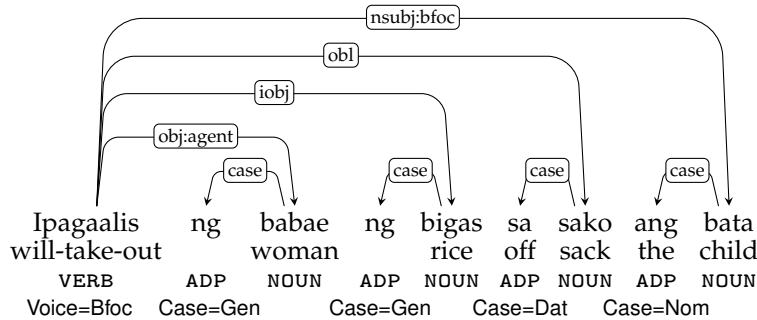 nsubj:bfoc
obl
iobj
obj:agent
case case case case
Ipagaalis ng babae ng bigas sa sako ang bata
will-take-out woman rice off sack the child
VERB ADP NOUN ADP NOUN ADP NOUN ADP NOUN
Voice=Bfoc Case=Gen Case=Gen Case=Dat Case=Nom